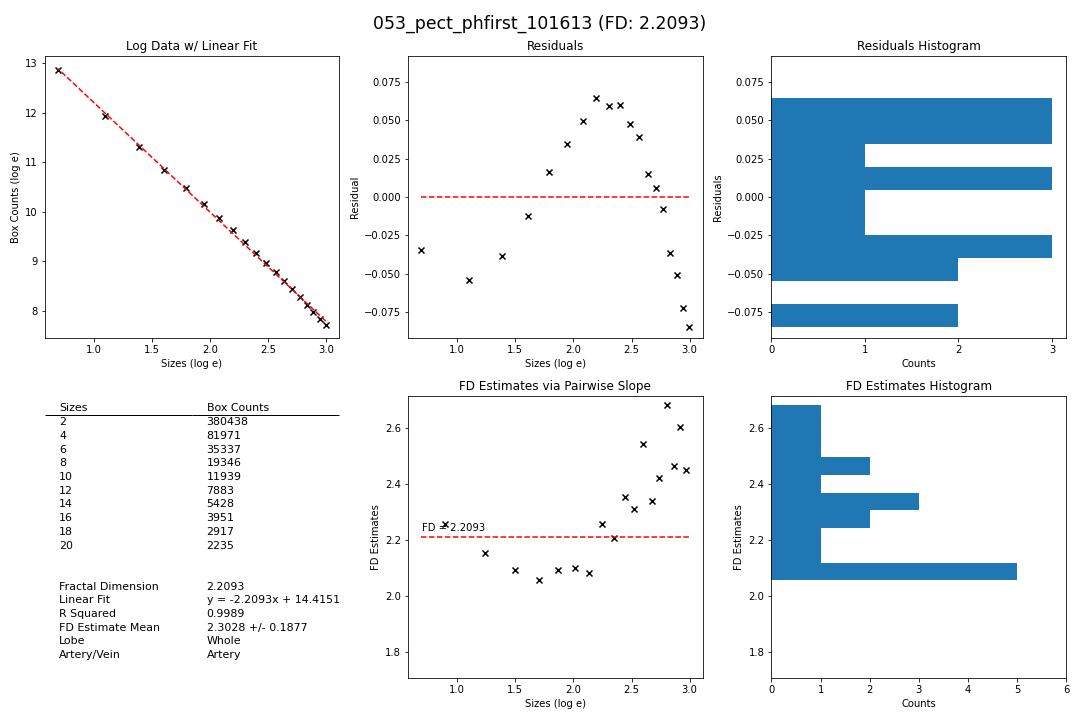 053_pect_phfirst_101613 (FD: 2.2093)
Log Data w/ Linear Fit
13
12
11
10
9
8
Box Counts (log e)
1.0 1.5 2.0 2.5 3.0
Sizes (log e)
Residuals
0.075
0.050
0.025
0.000
−0.025
−0.050
−0.075
Residual
1.0 1.5 2.0 2.5 3.0
Sizes (log e)
Residuals Histogram
0.075
0.050
0.025
0.000
−0.025
−0.050
−0.075
Residuals
0 1 2 3
Counts
Sizes Box Counts
2 380438
4 81971
6 35337
8 19346
10 11939
12 7883
14 5428
16 3951
18 2917
20 2235
Fractal Dimension 2.2093
Linear Fit y = -2.2093x + 14.4151
R Squared 0.9989
FD Estimate Mean 2.3028 +/- 0.1877
Lobe Whole
Artery/Vein Artery
FD Estimates via Pairwise Slope
2.6
2.4
2.2
2.0
1.8
FD Estimates
FD = 2.2093
1.0 1.5 2.0 2.5 3.0
Sizes (log e)
FD Estimates Histogram
2.6
2.4
2.2
2.0
1.8
FD Estimates
0 1 2 3 4 5 6
Counts